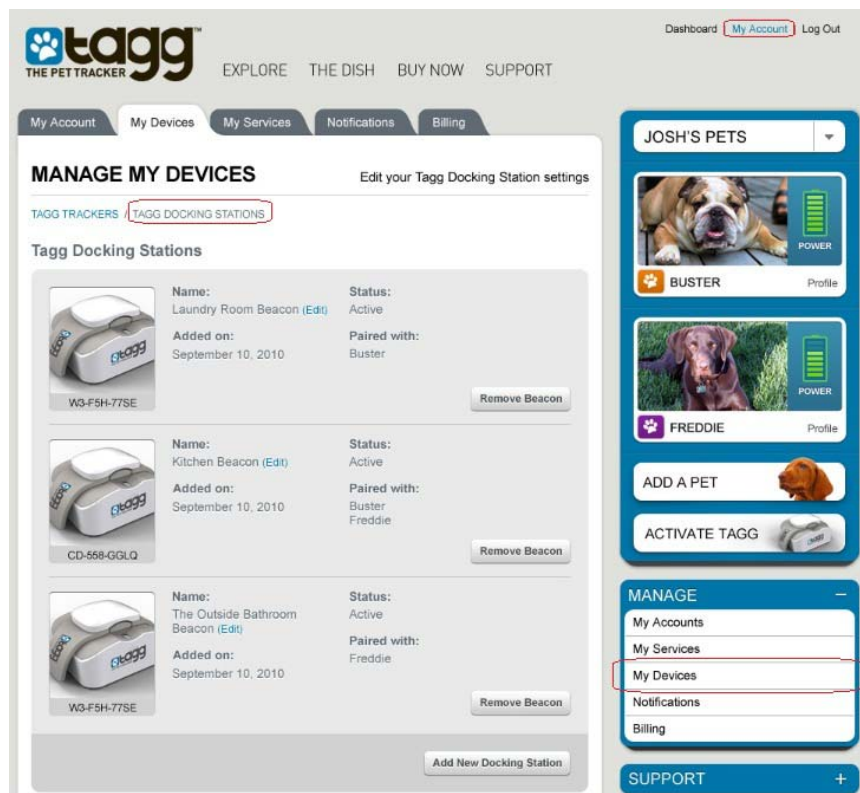 Dashboard My Account Log Out
tagg™
THE PET TRACKER
EXPLORE THE DISH BUY NOW SUPPORT
My Account My Devices My Services Notifications Billing
MANAGE MY DEVICES
Edit your Tagg Docking Station settings
TAGG TRACKERS / TAGG DOCKING STATIONS
Tagg Docking Stations
tagg
W3-F5H-77SE
Name:
Laundry Room Beacon (Edit)
Added on:
September 10, 2010
Status:
Active
Paired with:
Buster
Remove Beacon
tagg
CD-558-GGLQ
Name:
Kitchen Beacon (Edit)
Added on:
September 10, 2010
Status:
Active
Paired with:
Buster
Freddie
Remove Beacon
tagg
W3-F5H-77SE
Name:
The Outside Bathroom
Beacon (Edit)
Added on:
September 10, 2010
Status:
Active
Paired with:
Freddie
Remove Beacon
Add New Docking Station
JOSH'S PETS
POWER
BUSTER Profile
POWER
FREDDIE Profile
ADD A PET
ACTIVATE TAGG
MANAGE –
My Accounts
My Services
My Devices
Notifications
Billing
SUPPORT +